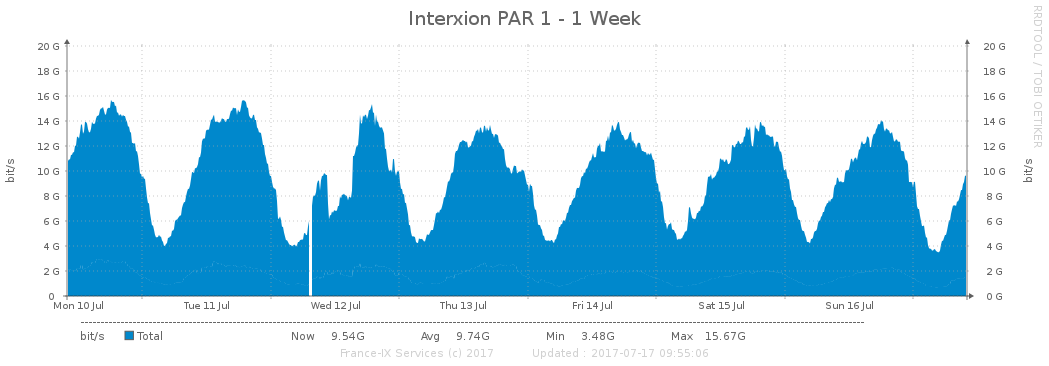 Interxion PAR 1 - 1 Week
RRDTOOL / TOBI OETIKER
20 G 20 G
18 G 18 G
16 G 16 G
14 G 14 G
12 G 12 G
10 G 10 G
8 G 8 G
6 G 6 G
4 G 4 G
2 G 2 G
0 0 G
bit/s
bit/s
Mon 10 Jul Tue 11 Jul Wed 12 Jul Thu 13 Jul Fri 14 Jul Sat 15 Jul Sun 16 Jul
bit/s Total Now 9.54G Avg 9.74G Min 3.48G Max 15.67G
France-IX Services (c) 2017 Updated : 2017-07-17 09:55:06